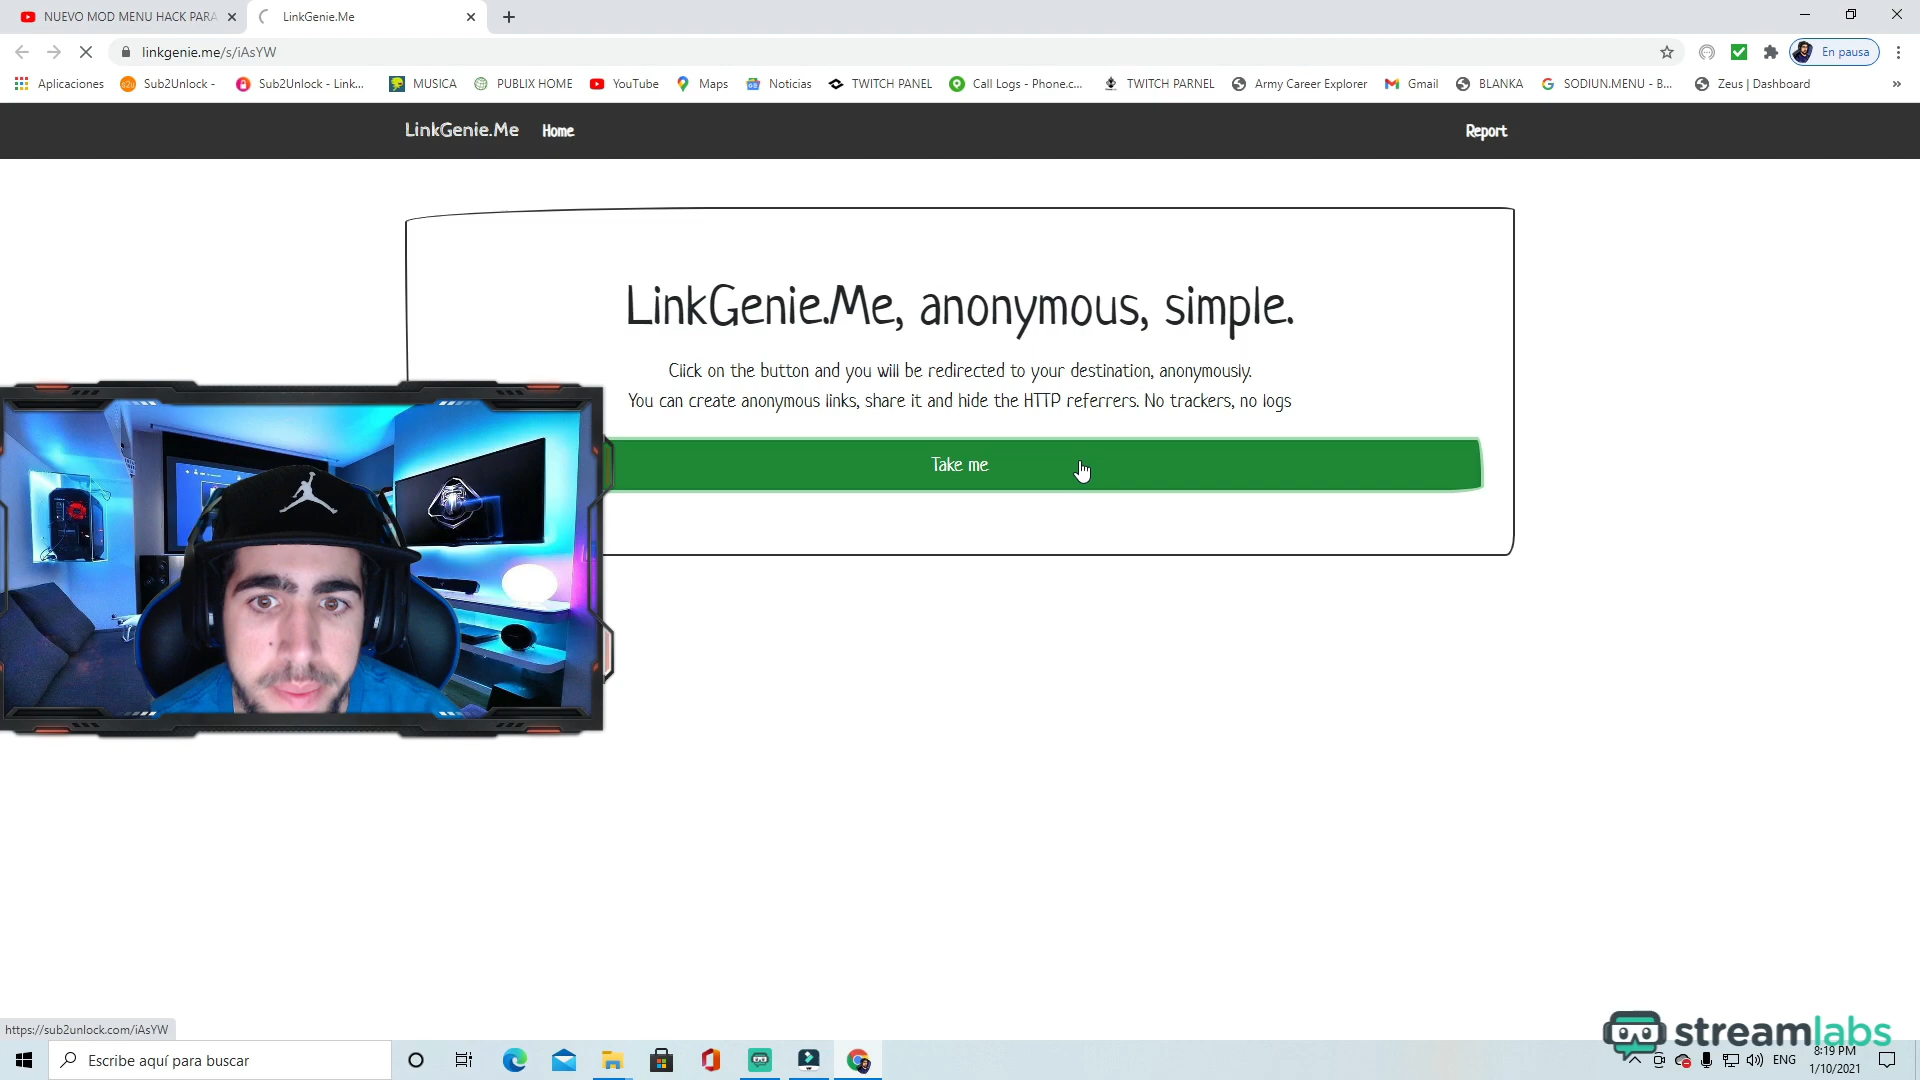 NUEVO MOD MENU HACK PARA
LinkGenie.Me
linkgenie.me/s/iAsYW
En pausa
Aplicaciones
Sub2Unlock -
Sub2Unlock - Link...
MUSICA
PUBLIX HOME
YouTube
Maps
Noticias
TWITCH PANEL
Call Logs - Phone.c...
TWITCH PARNEL
Army Career Explorer
Gmail
BLANKA
SODIUN.MENU - B...
Zeus | Dashboard
LinkGenie.Me
Home
Report
LinkGenie.Me, anonymous, simple.
Click on the button and you will be redirected to your destination, anonymously.
You can create anonymous links, share it and hide the HTTP referrers. No trackers, no logs
Take me
https://sub2unlock.com/iAsYW
streamlabs
Escribe aquí para buscar
ENG
8:19 PM
1/10/2021